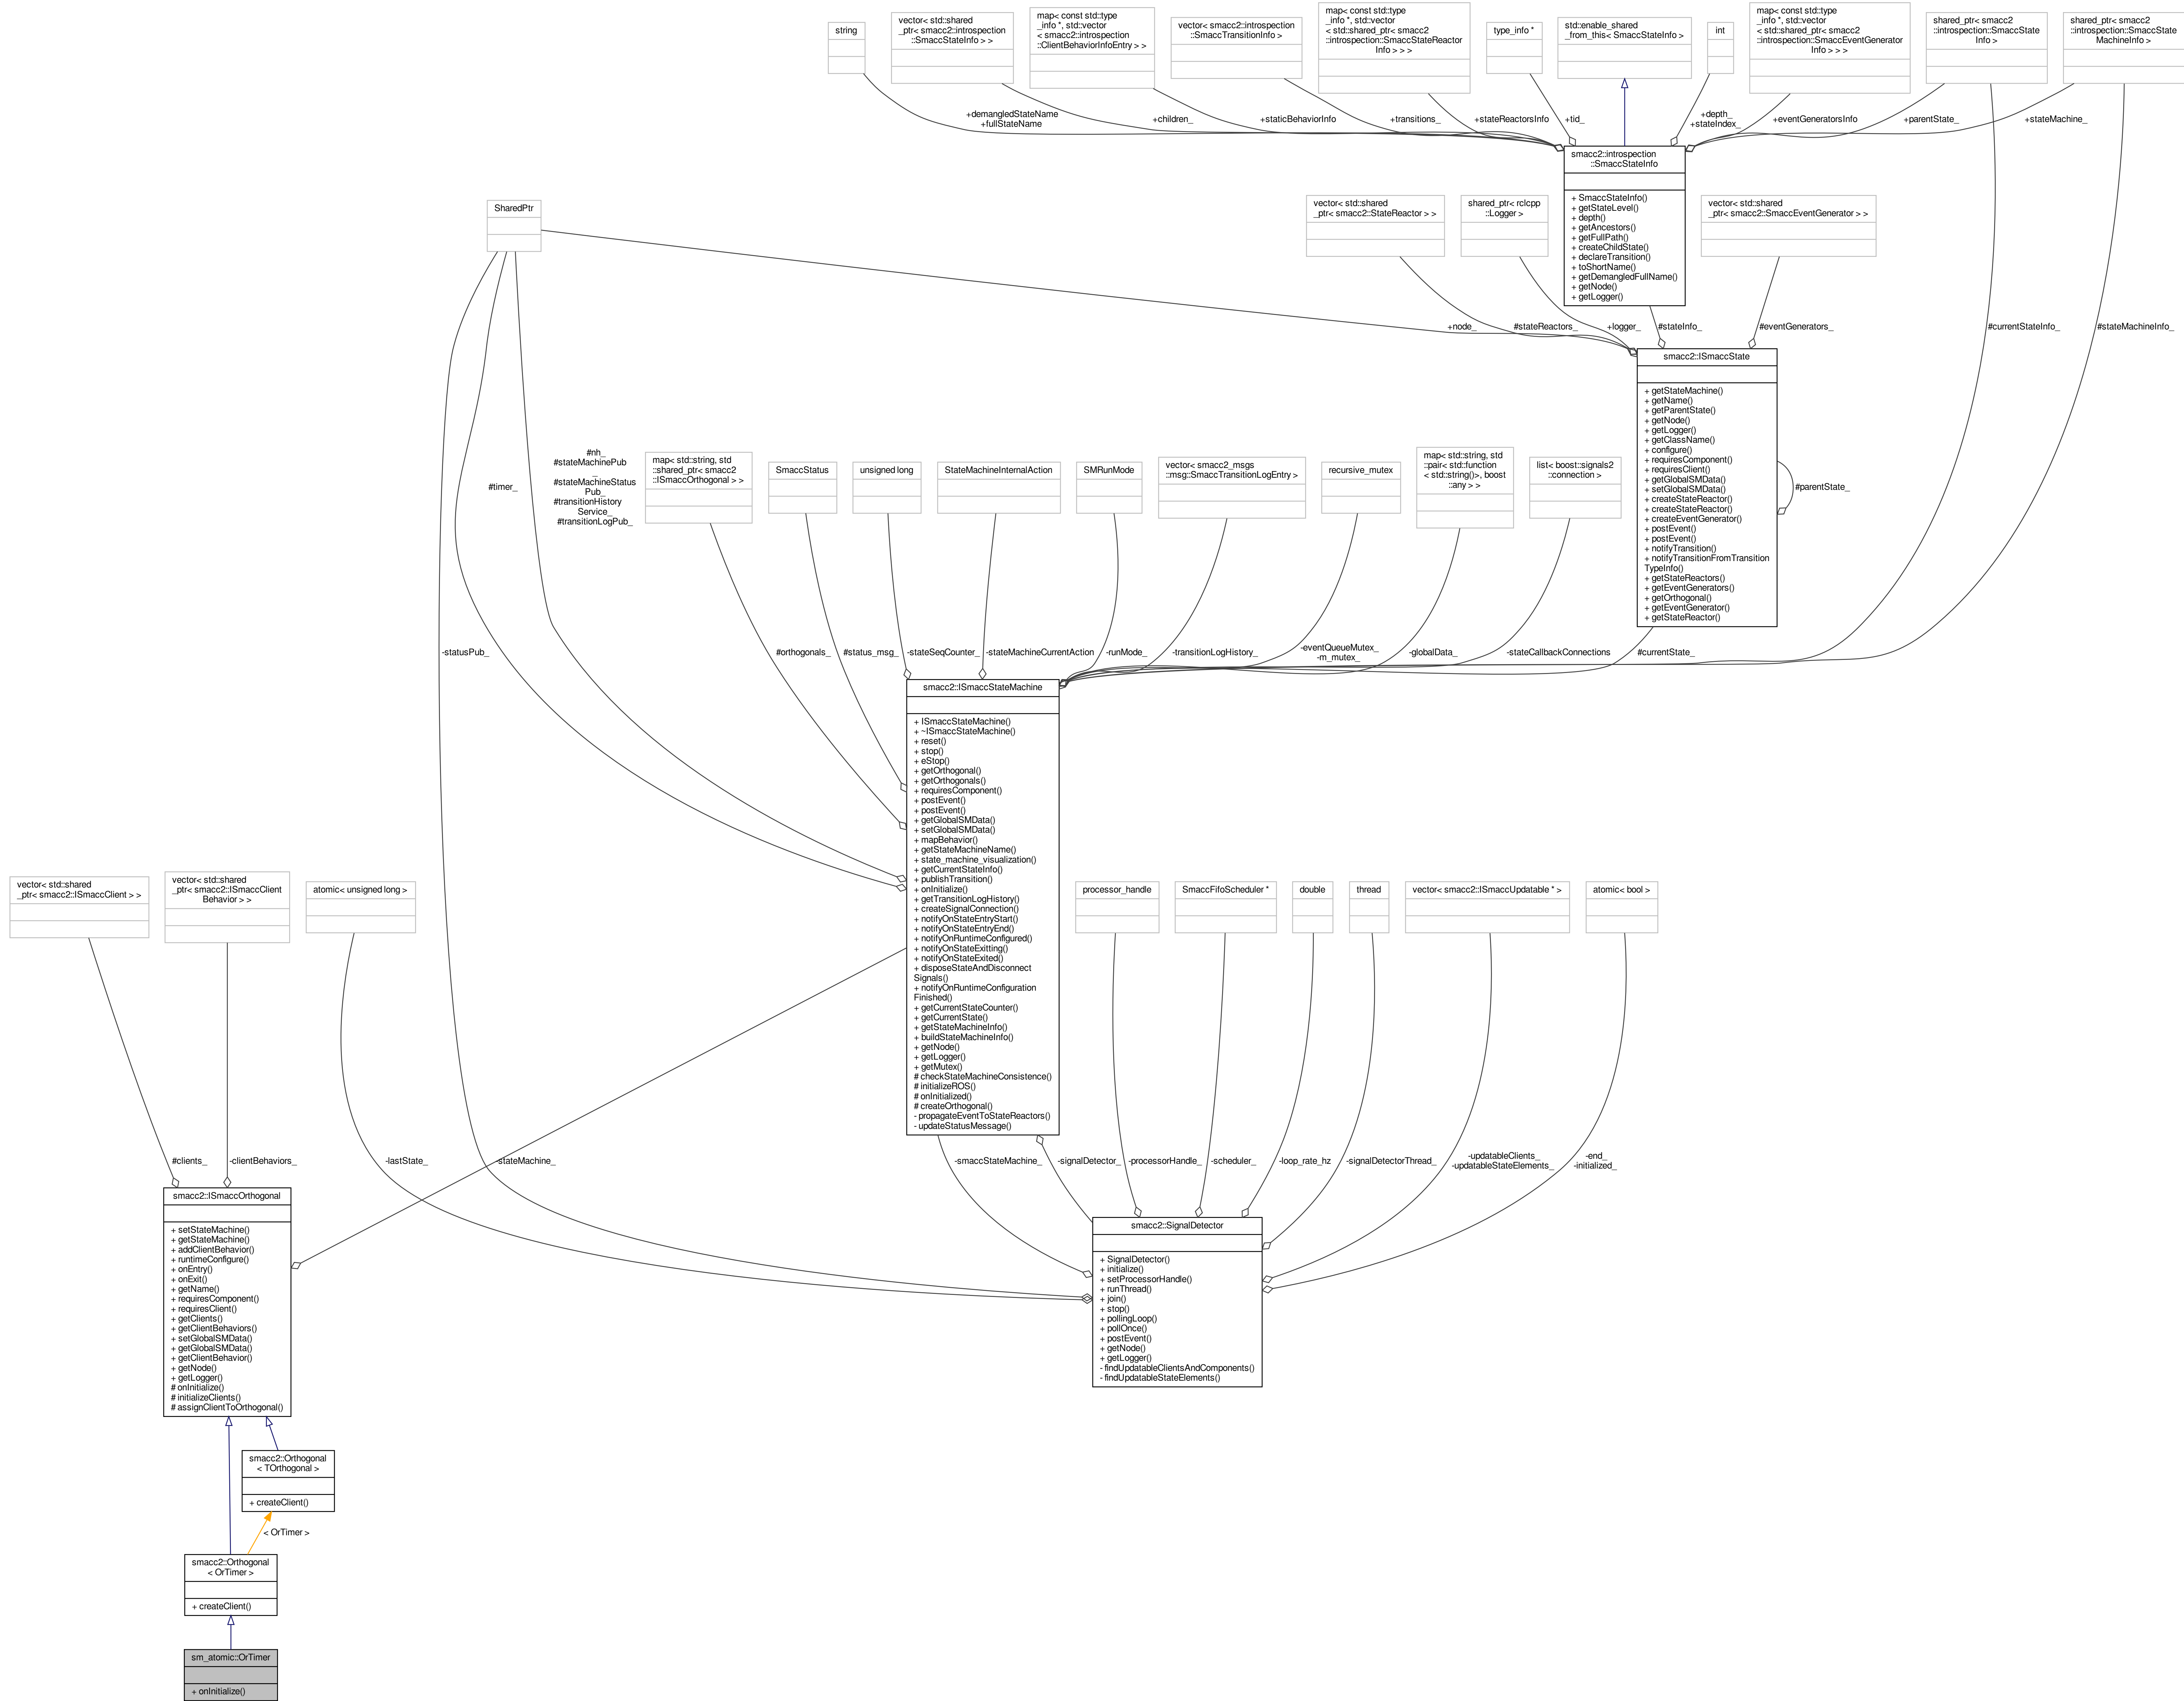 string
vector< std::shared
_ptr< smacc2::introspection
::SmaccStateInfo > >
map< const std::type
_info *, std::vector
< smacc2::introspection
::ClientBehaviorInfoEntry > >
vector< smacc2::introspection
::SmaccTransitionInfo >
map< const std::type
_info *, std::vector
< std::shared_ptr< smacc2
::introspection::SmaccStateReactor
Info > > >
type_info *
std::enable_shared
_from_this< SmaccStateInfo >
int
map< const std::type
_info *, std::vector
< std::shared_ptr< smacc2
::introspection::SmaccEventGenerator
Info > > >
shared_ptr< smacc2
::introspection::SmaccState
Info >
shared_ptr< smacc2
::introspection::SmaccState
MachineInfo >
+demangledStateName
+fullStateName
+children_
+staticBehaviorInfo
+transitions_
+stateReactorsInfo
+tid_
+depth_
+stateIndex_
+eventGeneratorsInfo
+parentState_
+stateMachine_
smacc2::introspection
::SmaccStateInfo
+ SmaccStateInfo()
+ getStateLevel()
+ depth()
+ getAncestors()
+ getFullPath()
+ createChildState()
+ declareTransition()
+ toShortName()
+ getDemangledFullName()
+ getNode()
+ getLogger()
SharedPtr
vector< std::shared
_ptr< smacc2::StateReactor > >
shared_ptr< rclcpp
::Logger >
vector< std::shared
_ptr< smacc2::SmaccEventGenerator > >
+node_
#stateReactors_
+logger_
#stateInfo_
#eventGenerators_
#currentStateInfo_
#stateMachineInfo_
smacc2::ISmaccState
+ getStateMachine()
+ getName()
+ getParentState()
+ getNode()
+ getLogger()
+ getClassName()
+ configure()
+ requiresComponent()
+ requiresClient()
+ getGlobalSMData()
+ setGlobalSMData()
+ createStateReactor()
+ createStateReactor()
+ createEventGenerator()
+ postEvent()
+ postEvent()
+ notifyTransition()
+ notifyTransitionFromTransition
TypeInfo()
+ getStateReactors()
+ getEventGenerators()
+ getOrthogonal()
+ getEventGenerator()
+ getStateReactor()
#parentState_
#timer_
#nh_
#stateMachinePub
_
#stateMachineStatus
Pub_
#transitionHistory
Service_
#transitionLogPub_
map< std::string, std
::shared_ptr< smacc2
::ISmaccOrthogonal > >
SmaccStatus
unsigned long
StateMachineInternalAction
SMRunMode
vector< smacc2_msgs
::msg::SmaccTransitionLogEntry >
recursive_mutex
map< std::string, std
::pair< std::function
< std::string()>, boost
::any > >
list< boost::signals2
::connection >
-statusPub_
#orthogonals_
#status_msg_
-stateSeqCounter_
-stateMachineCurrentAction
-runMode_
-transitionLogHistory_
-eventQueueMutex_
-m_mutex_
-globalData_
-stateCallbackConnections
#currentState_
smacc2::ISmaccStateMachine
+ ISmaccStateMachine()
+ ~ISmaccStateMachine()
+ reset()
+ stop()
+ eStop()
+ getOrthogonal()
+ getOrthogonals()
+ requiresComponent()
+ postEvent()
+ postEvent()
+ getGlobalSMData()
+ setGlobalSMData()
+ mapBehavior()
+ getStateMachineName()
+ state_machine_visualization()
+ getCurrentStateInfo()
+ publishTransition()
+ onInitialize()
+ getTransitionLogHistory()
+ createSignalConnection()
+ notifyOnStateEntryStart()
+ notifyOnStateEntryEnd()
+ notifyOnRuntimeConfigured()
+ notifyOnStateExitting()
+ notifyOnStateExited()
+ disposeStateAndDisconnect
Signals()
+ notifyOnRuntimeConfiguration
Finished()
+ getCurrentStateCounter()
+ getCurrentState()
+ getStateMachineInfo()
+ buildStateMachineInfo()
+ getNode()
+ getLogger()
+ getMutex()
# checkStateMachineConsistence()
# initializeROS()
# onInitialized()
# createOrthogonal()
- propagateEventToStateReactors()
- updateStatusMessage()
vector< std::shared
_ptr< smacc2::ISmaccClient > >
vector< std::shared
_ptr< smacc2::ISmaccClient
Behavior > >
atomic< unsigned long >
processor_handle
SmaccFifoScheduler *
double
thread
vector< smacc2::ISmaccUpdatable * >
atomic< bool >
#clients_
-clientBehaviors_
-lastState_
-stateMachine_
-smaccStateMachine_
-signalDetector_
-processorHandle_
-scheduler_
-loop_rate_hz
-signalDetectorThread_
-updatableClients_
-updatableStateElements_
-end_
-initialized_
smacc2::ISmaccOrthogonal
+ setStateMachine()
+ getStateMachine()
+ addClientBehavior()
+ runtimeConfigure()
+ onEntry()
+ onExit()
+ getName()
+ requiresComponent()
+ requiresClient()
+ getClients()
+ getClientBehaviors()
+ setGlobalSMData()
+ getGlobalSMData()
+ getClientBehavior()
+ getNode()
+ getLogger()
# onInitialize()
# initializeClients()
# assignClientToOrthogonal()
smacc2::SignalDetector
+ SignalDetector()
+ initialize()
+ setProcessorHandle()
+ runThread()
+ join()
+ stop()
+ pollingLoop()
+ pollOnce()
+ postEvent()
+ getNode()
+ getLogger()
- findUpdatableClientsAndComponents()
- findUpdatableStateElements()
smacc2::Orthogonal
< TOrthogonal >
+ createClient()
< OrTimer >
smacc2::Orthogonal
< OrTimer >
+ createClient()
sm_atomic::OrTimer
+ onInitialize()